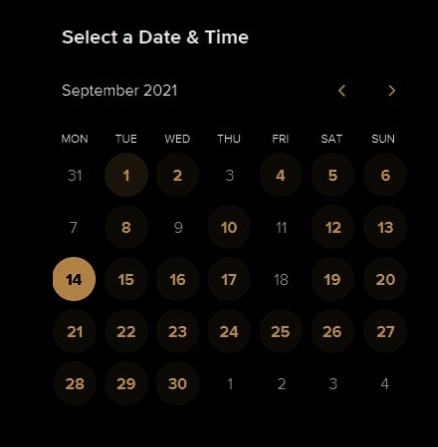 Select a Date & Time
September 2021
MON TUE WED THU FRI SAT SUN
31 1 2 3 4 5 6
7 8 9 10 11 12 13
14 15 16 17 18 19 20
21 22 23 24 25 26 27
28 29 30 1 2 3 4